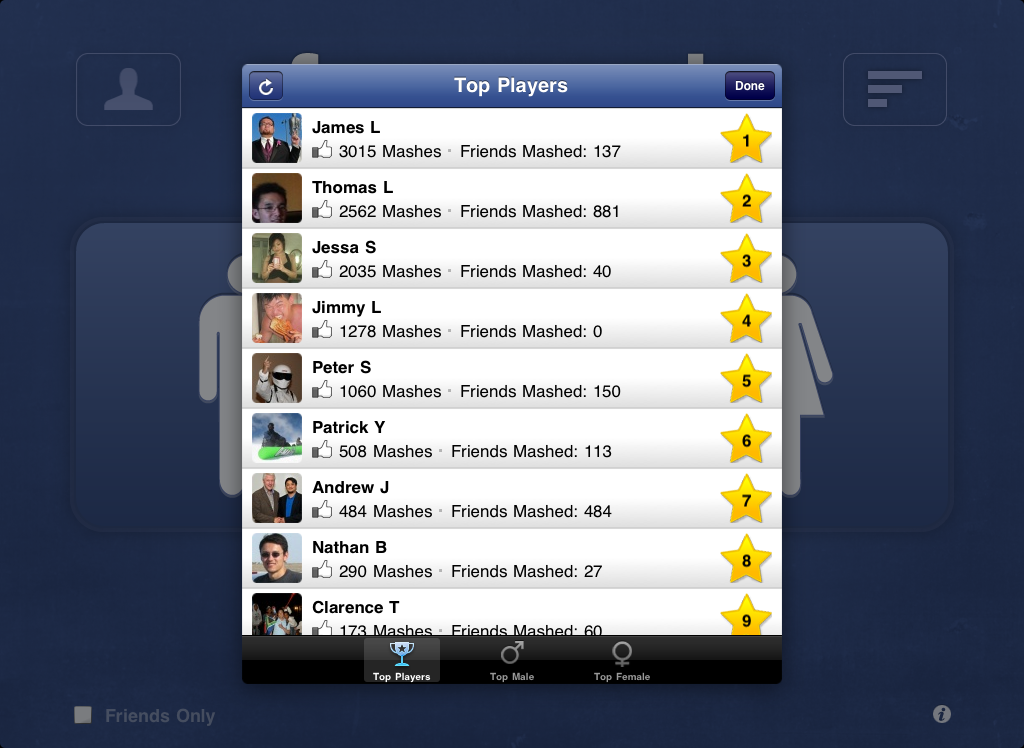 Top Players
Done
James L
3015 Mashes · Friends Mashed: 137
1
Thomas L
2562 Mashes · Friends Mashed: 881
2
Jessa S
2035 Mashes · Friends Mashed: 40
3
Jimmy L
1278 Mashes · Friends Mashed: 0
4
Peter S
1060 Mashes · Friends Mashed: 150
5
Patrick Y
508 Mashes · Friends Mashed: 113
6
Andrew J
484 Mashes · Friends Mashed: 484
7
Nathan B
290 Mashes · Friends Mashed: 27
8
Clarence T
173 Mashes · Friends Mashed: 60
9
Top Players
Top Male
Top Female
Friends Only